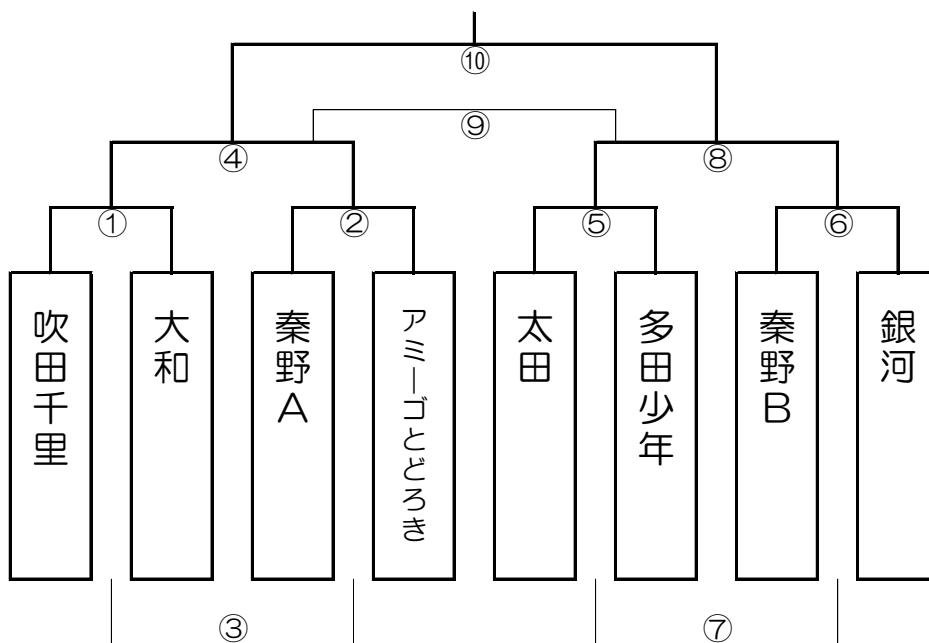 ⑩
⑨
④
⑧
①
②
⑤
⑥
吹田千里
大和
秦野A
アミーゴとどろき
太田
多田少年
秦野B
銀河
③
⑦